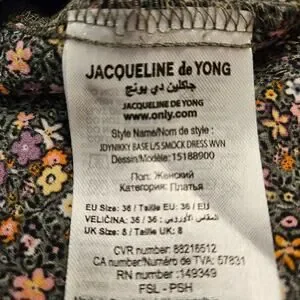 JACQUELINE de YONG
جاكلين دي يونج
JACQUELINE DE YONG
www.only.com
Style Name/Nom de style :
JDYNIKKY BASE L/S SMOCK DRESS WVN
Dessin/Modèle: 15188900
Пол: Женский
Категория: Платья
EU Size: 36 / Taille EU: 36 / EU
VELIČINA: 36 / 36 : المقاس الأوروبي
UK Size: 8 / Taille UK: 8
CVR number: 88216512
CA number/Numéro de TVA: 57831
RN number :149349
FSL - PSH